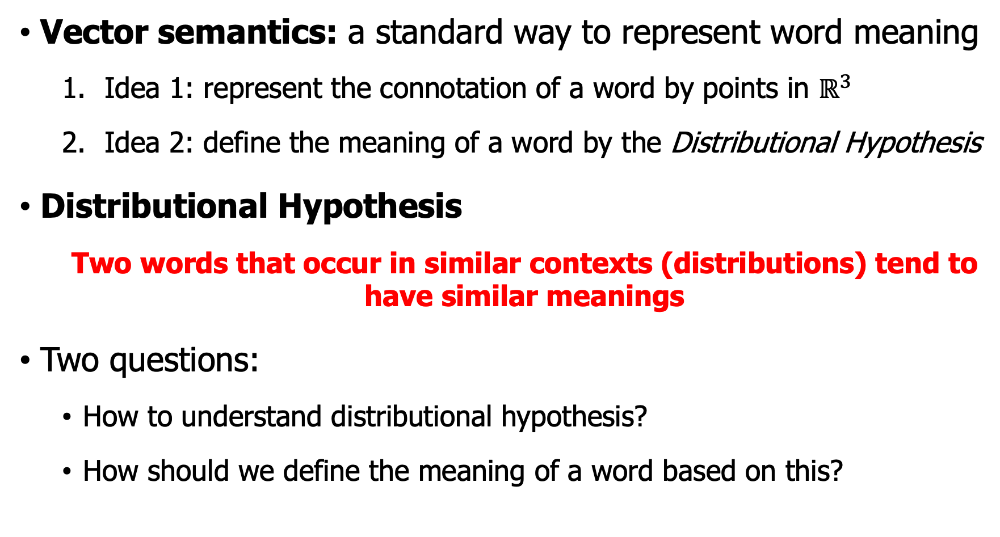 • Vector semantics: a standard way to represent word meaning
1. Idea 1: represent the connotation of a word by points in ℝ³
2. Idea 2: define the meaning of a word by the Distributional Hypothesis
• Distributional Hypothesis
Two words that occur in similar contexts (distributions) tend to
have similar meanings
• Two questions:
• How to understand distributional hypothesis?
• How should we define the meaning of a word based on this?